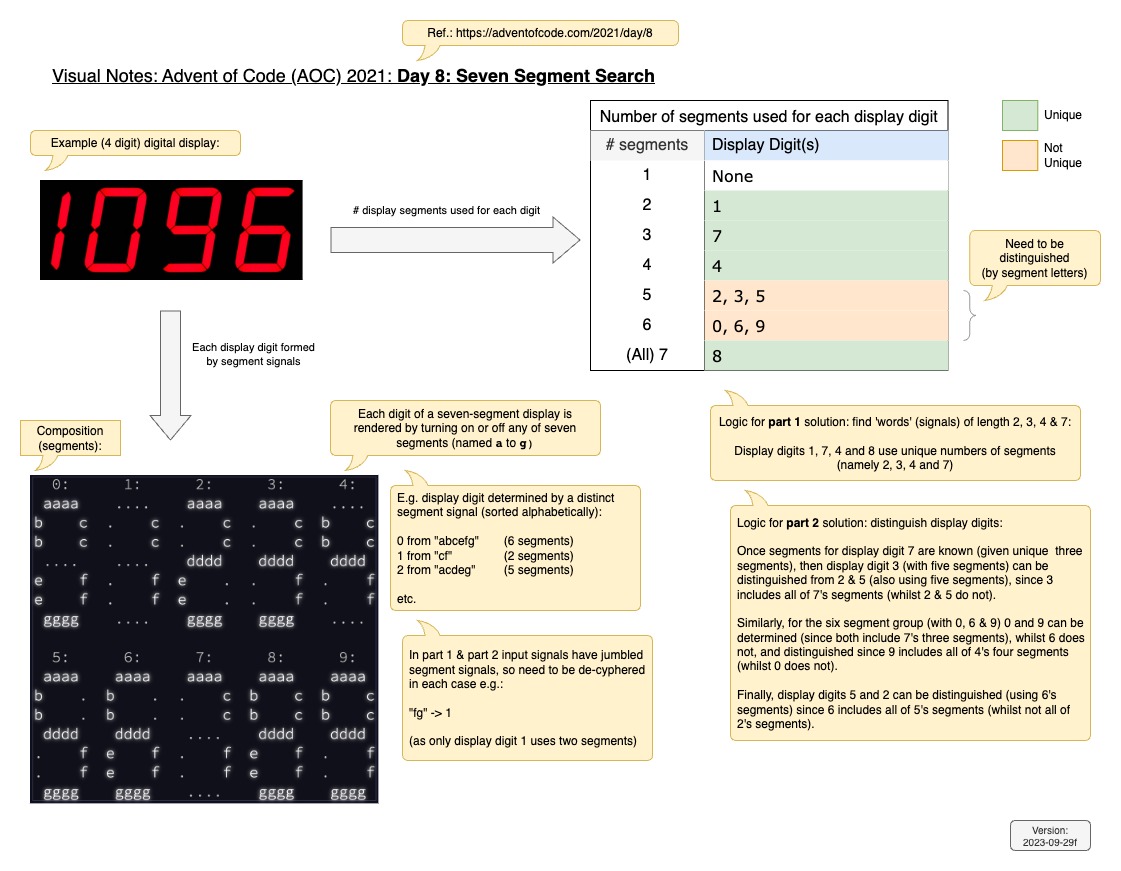 Ref.: https://adventofcode.com/2021/day/8
Visual Notes: Advent of Code (AOC) 2021: Day 8: Seven Segment Search
Example (4 digit) digital display:
1096
# display segments used for each digit
Number of segments used for each display digit
# segments Display Digit(s)
1 None
2 1
3 7
4 4
5 2, 3, 5
6 0, 6, 9
(All) 7 8
Unique
Not
Unique
Need to be
distinguished
(by segment letters)
Each display digit formed
by segment signals
Composition
(segments):
0: 1: 2: 3: 4:
aaaa .... aaaa aaaa ....
b c . c . c . c b c
b c . c . c . c b c
.... .... dddd dddd dddd
e f . f e . . f . f
e f . f e . . f . f
gggg .... gggg gggg ....
5: 6: 7: 8: 9:
aaaa aaaa aaaa aaaa aaaa
b . b . . c b c b c
b . b . . c b c b c
dddd dddd .... dddd dddd
. f e f . f e f . f
. f e f . f e f . f
gggg gggg .... gggg gggg
Each digit of a seven-segment display is
rendered by turning on or off any of seven
segments (named a to g)
E.g. display digit determined by a distinct
segment signal (sorted alphabetically):
0 from "abcefg" (6 segments)
1 from "cf" (2 segments)
2 from "acdeg" (5 segments)
etc.
In part 1 & part 2 input signals have jumbled
segment signals, so need to be de-cyphered
in each case e.g.:
"fg" -> 1
(as only display digit 1 uses two segments)
Logic for part 1 solution: find 'words' (signals) of length 2, 3, 4 & 7:
Display digits 1, 7, 4 and 8 use unique numbers of segments
(namely 2, 3, 4 and 7)
Logic for part 2 solution: distinguish display digits:
Once segments for display digit 7 are known (given unique three
segments), then display digit 3 (with five segments) can be
distinguished from 2 & 5 (also using five segments), since 3
includes all of 7's segments (whilst 2 & 5 do not).
Similarly, for the six segment group (with 0, 6 & 9) 0 and 9 can be
determined (since both include 7's three segments), whilst 6 does
not, and distinguished since 9 includes all of 4's four segments
(whilst 0 does not).
Finally, display digits 5 and 2 can be distinguished (using 6's
segments) since 6 includes all of 5's segments (whilst not all of
2's segments).
Version:
2023-09-29f